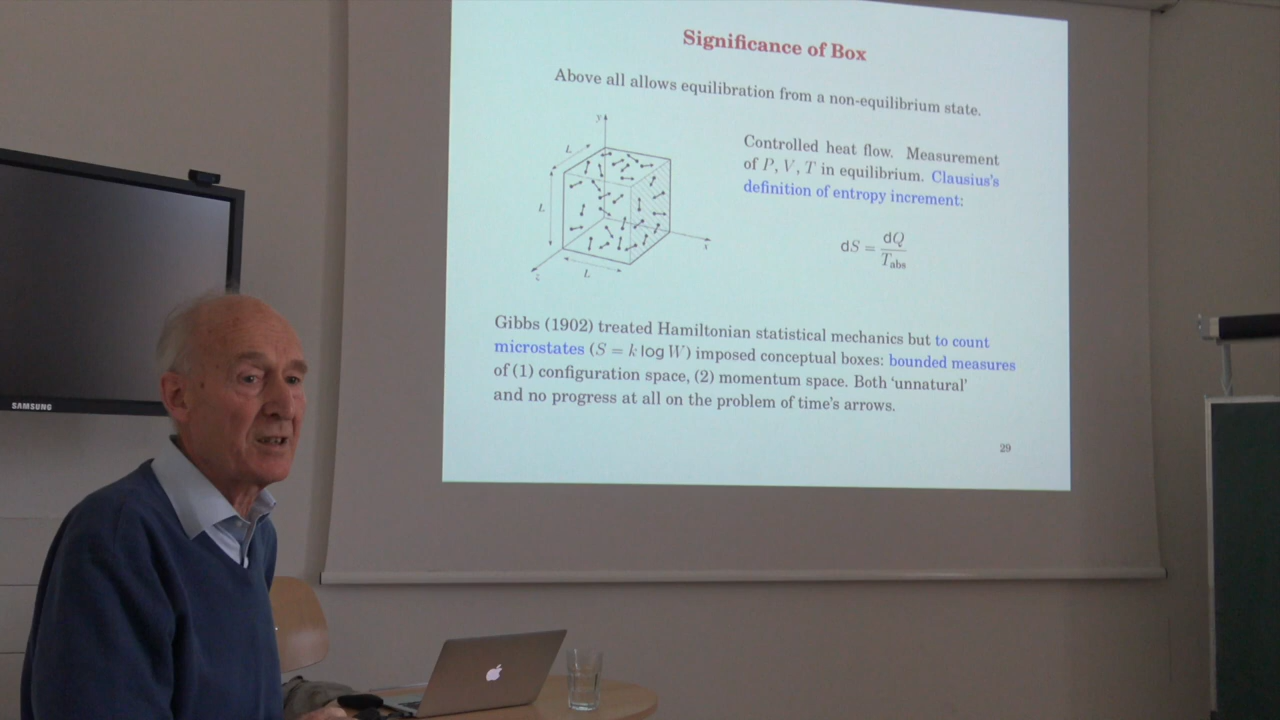 Significance of Box
Above all allows equilibration from a non-equilibrium state.
y
L
L
L
x
z
Controlled heat flow. Measurement
of P, V, T in equilibrium. Clausius's
definition of entropy increment:
dS = dQ / T_abs
Gibbs (1902) treated Hamiltonian statistical mechanics but to count
microstates (S = k log W) imposed conceptual boxes: bounded measures
of (1) configuration space, (2) momentum space. Both 'unnatural'
and no progress at all on the problem of time's arrows.
29
SAMSUNG